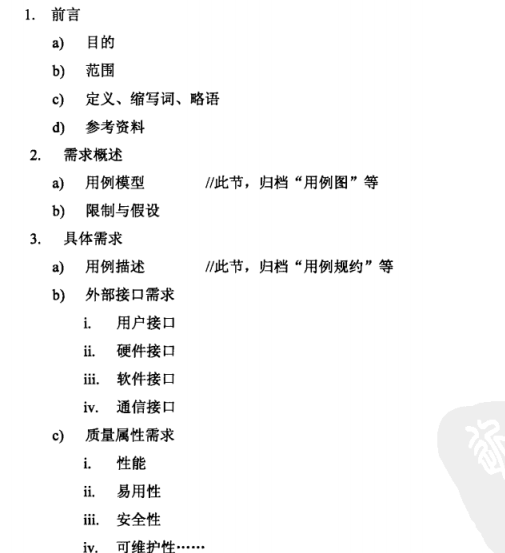 1. 前言
a) 目的
b) 范围
c) 定义、缩写词、略语
d) 参考资料
2. 需求概述
a) 用例模型 //此节，归档“用例图”等
b) 限制与假设
3. 具体需求
a) 用例描述 //此节，归档“用例规约”等
b) 外部接口需求
i. 用户接口
ii. 硬件接口
iii. 软件接口
iv. 通信接口
c) 质量属性需求
i. 性能
ii. 易用性
iii. 安全性
iv. 可维护性……